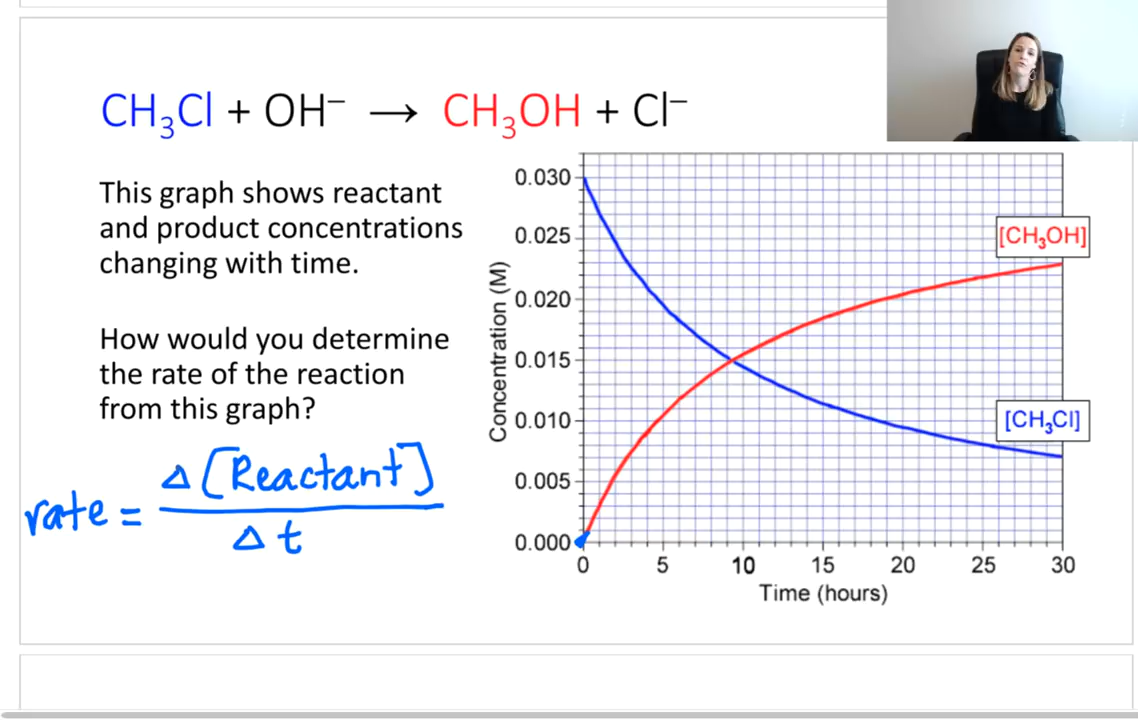 CH₃Cl + OH⁻ → CH₃OH + Cl⁻
This graph shows reactant
and product concentrations
changing with time.
How would you determine
the rate of the reaction
from this graph?
rate = Δ [Reactant]
Δ t
Concentration (M)
0.030
0.025
0.020
0.015
0.010
0.005
0.000
[CH₃OH]
[CH₃Cl]
0 5 10 15 20 25 30
Time (hours)